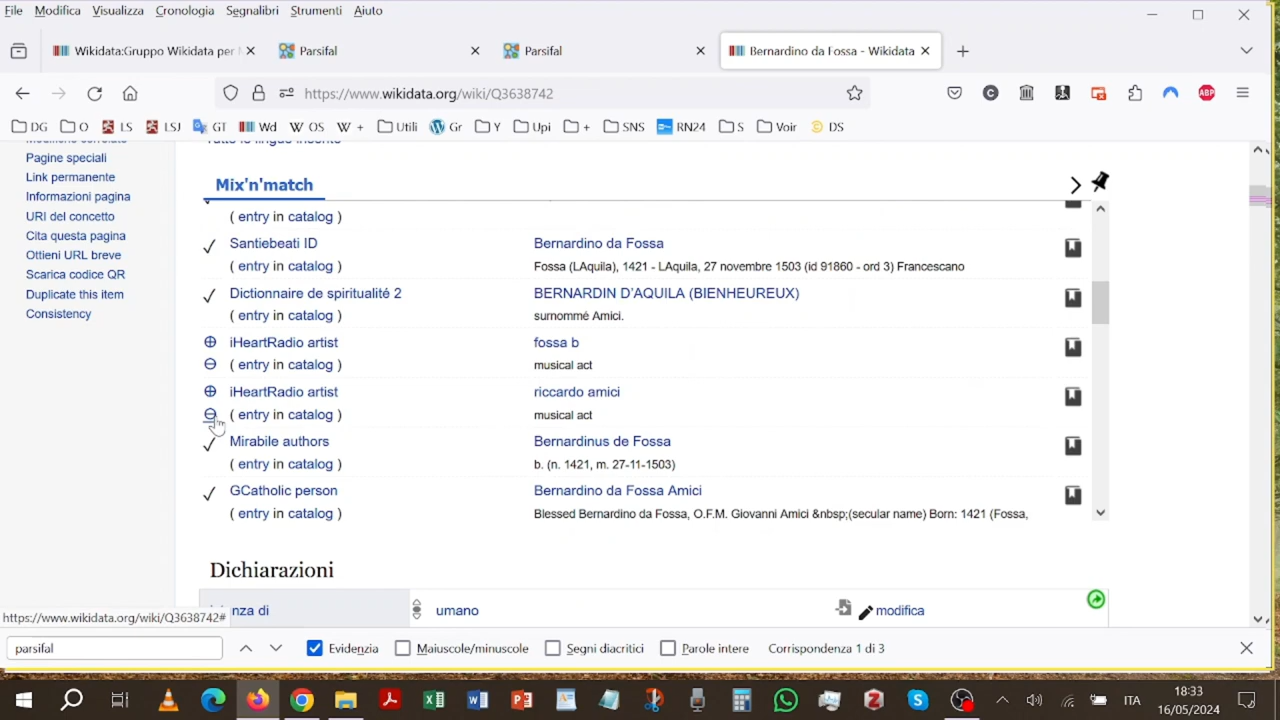 File Modifica Visualizza Cronologia Segnalibri Strumenti Aiuto
Wikidata:Gruppo Wikidata per Parsifal Parsifal Bernardino da Fossa - Wikidata
https://www.wikidata.org/wiki/Q3638742
DG O LS LSJ GT Wd OS + Utili Gr Y Upi + SNS RN24 S Voir DS
Pagine speciali
Link permanente
Informazioni pagina
URI del concetto
Cita questa pagina
Ottieni URL breve
Scarica codice QR
Duplicate this item
Consistency
Mix'n'match
( entry in catalog )
Santiebeati ID Bernardino da Fossa
( entry in catalog ) Fossa (LAquila), 1421 - LAquila, 27 novembre 1503 (id 91860 - ord 3) Francescano
Dictionnaire de spiritualité 2 BERNARDIN D'AQUILA (BIENHEUREUX)
( entry in catalog ) surnommé Amici.
iHeartRadio artist fossa b
( entry in catalog ) musical act
iHeartRadio artist riccardo amici
( entry in catalog ) musical act
Mirabile authors Bernardinus de Fossa
( entry in catalog ) b. (n. 1421, m. 27-11-1503)
GCatholic person Bernardino da Fossa Amici
( entry in catalog ) Blessed Bernardino da Fossa, O.F.M. Giovanni Amici &nbsp;(secular name) Born: 1421 (Fossa,
Dichiarazioni
nza di umano modifica
https://www.wikidata.org/wiki/Q3638742#
parsifal Evidenzia Maiuscole/minuscole Segni diacritici Parole intere Corrispondenza 1 di 3
ITA 18:33
16/05/2024